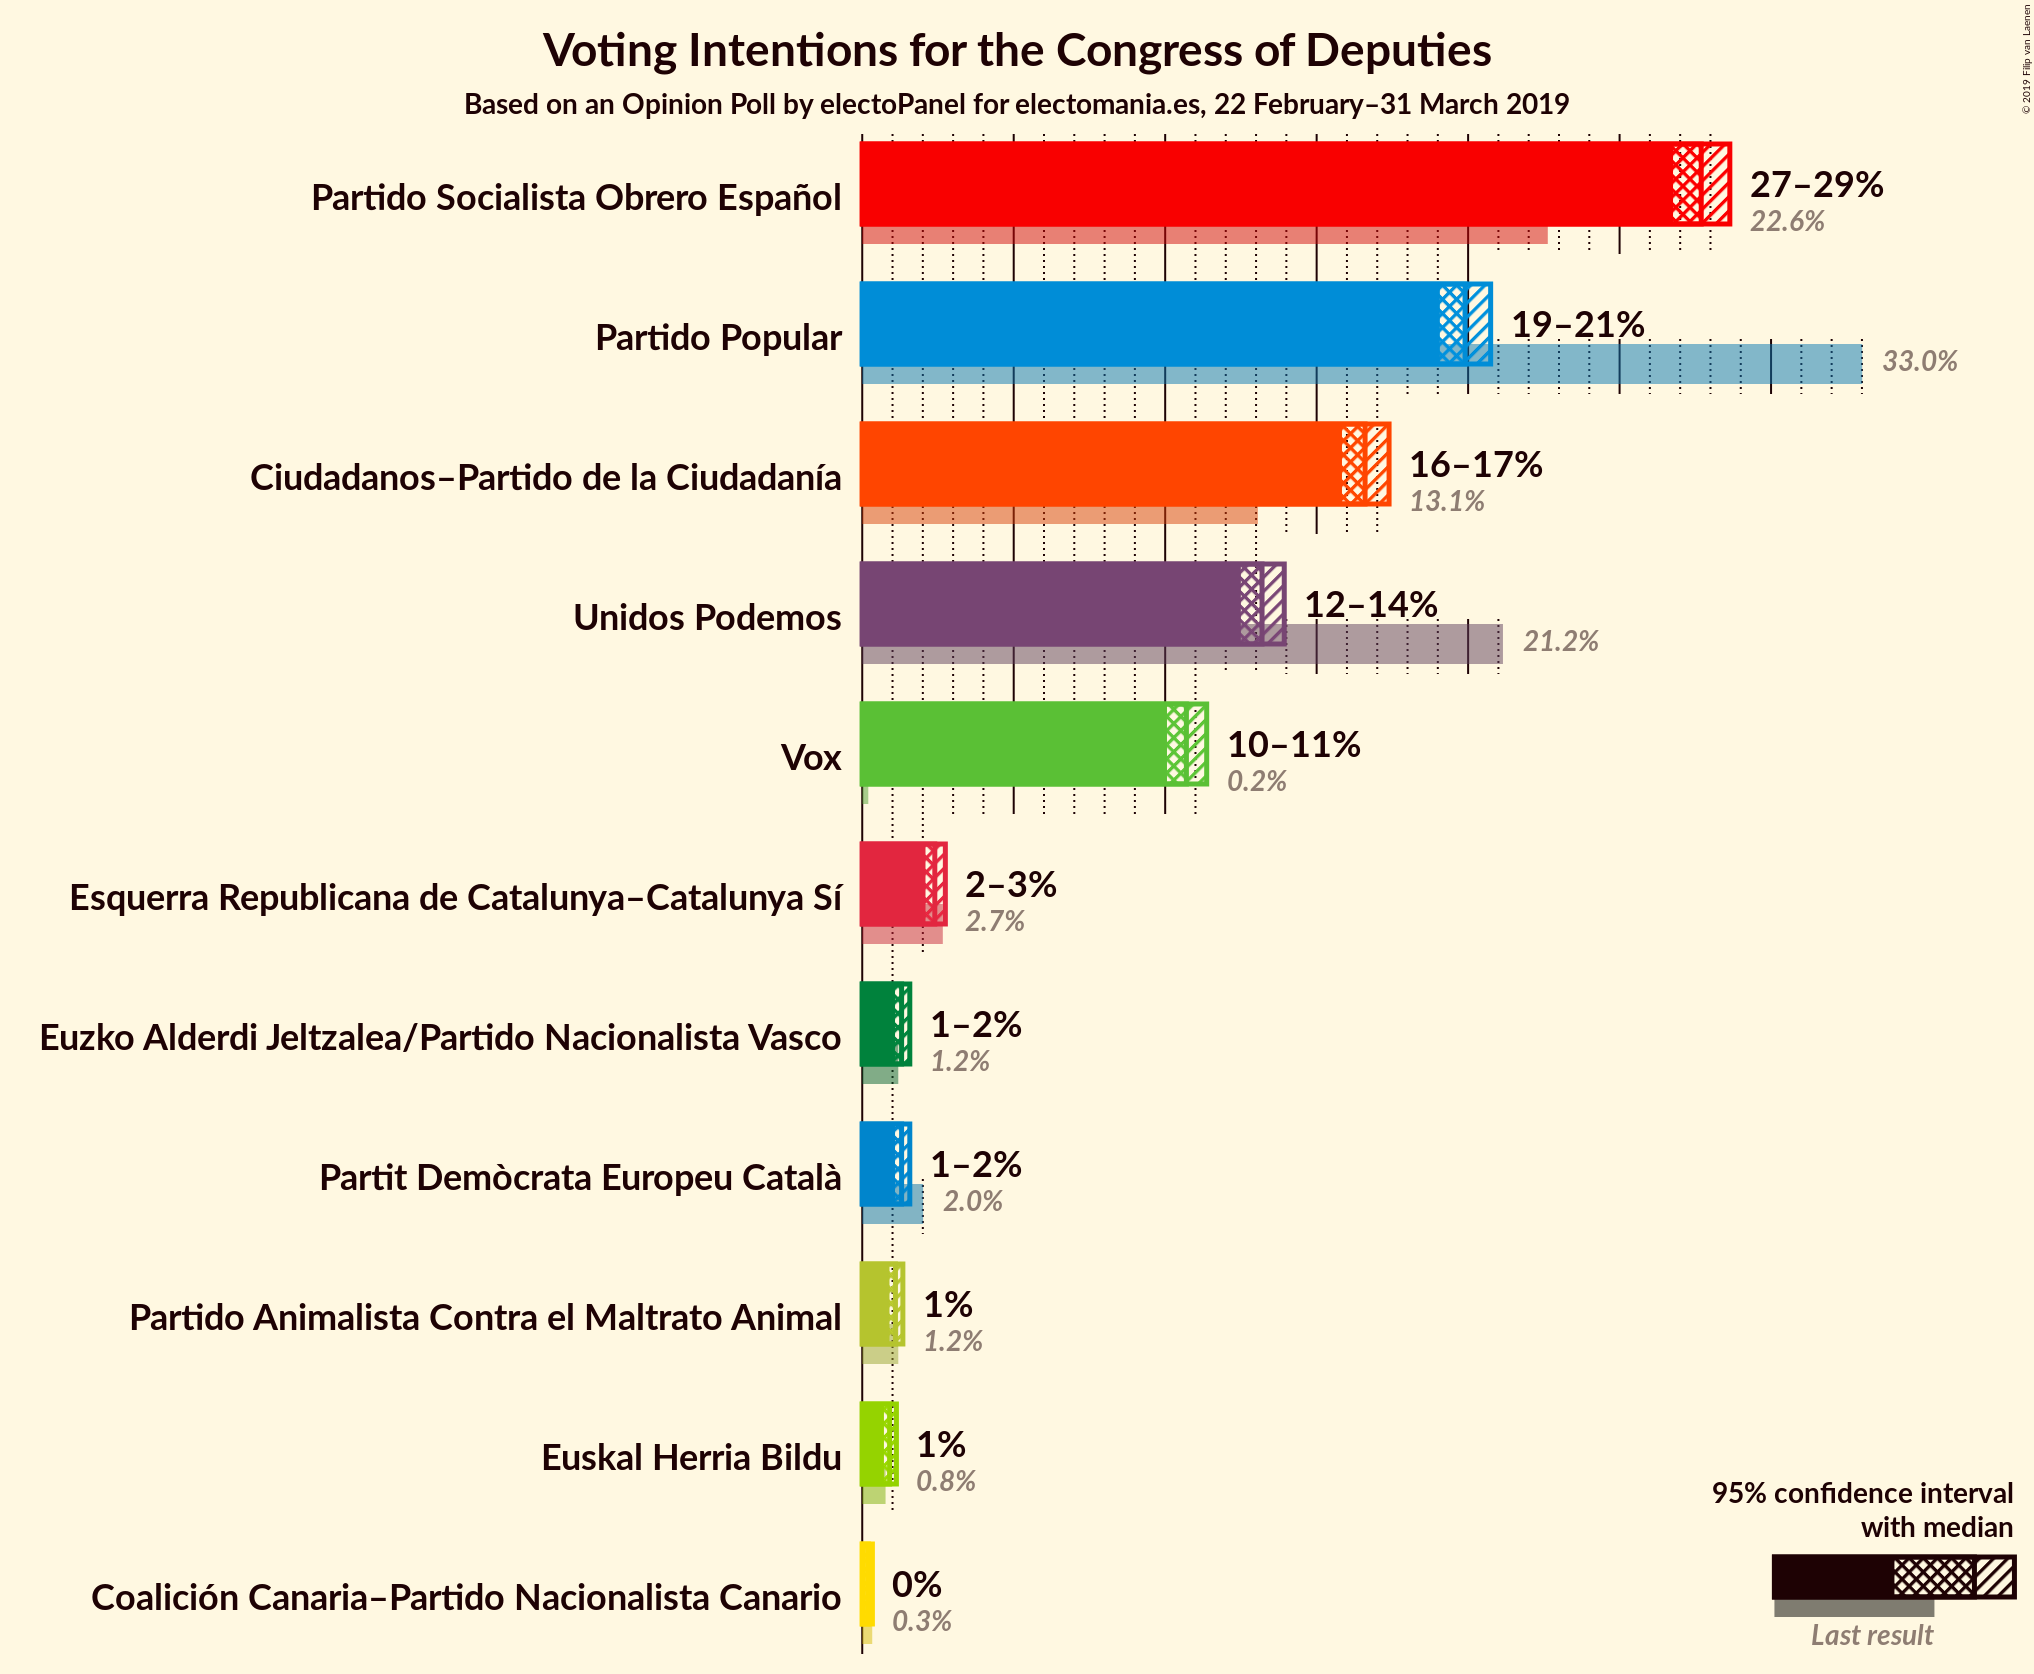 Voting Intentions for the Congress of Deputies
Based on an Opinion Poll by electoPanel for electomania.es, 22 February–31 March 2019
© 2019 Filip van Laenen
Partido Socialista Obrero Español
27–29%
22.6%
Partido Popular
19–21%
33.0%
Ciudadanos–Partido de la Ciudadanía
16–17%
13.1%
Unidos Podemos
12–14%
21.2%
Vox
10–11%
0.2%
Esquerra Republicana de Catalunya–Catalunya Sí
2–3%
2.7%
Euzko Alderdi Jeltzalea/Partido Nacionalista Vasco
1–2%
1.2%
Partit Demòcrata Europeu Català
1–2%
2.0%
Partido Animalista Contra el Maltrato Animal
1%
1.2%
Euskal Herria Bildu
1%
0.8%
Coalición Canaria–Partido Nacionalista Canario
0%
0.3%
95% confidence interval
with median
Last result